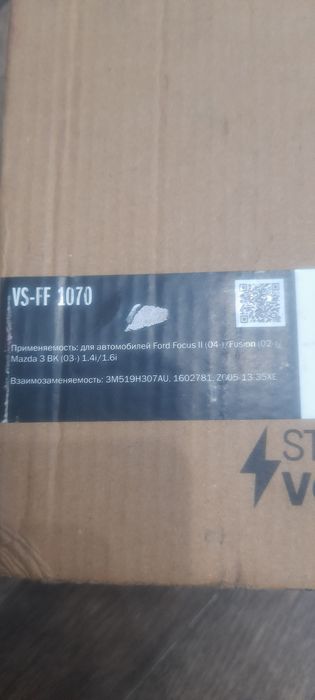 VS-FF 1070
Применяемость: для автомобилей Ford Focus II (04-)/Fusion (02-),
Mazda 3 BK (03-) 1.4i/1.6i
Взаимозаменяемость: 3M519H307AU, 1602781, Z605-13-35XE
ST
V